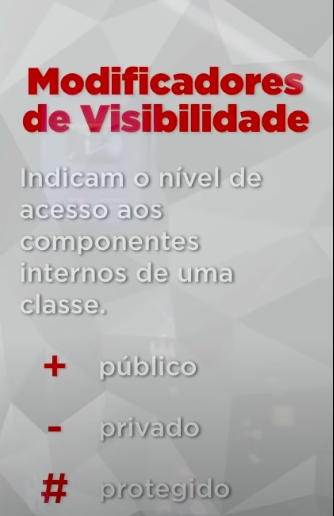 Modificadores
de Visibilidade
Indicam o nível de
acesso aos
componentes
internos de uma
classe.
+ público
- privado
# protegido